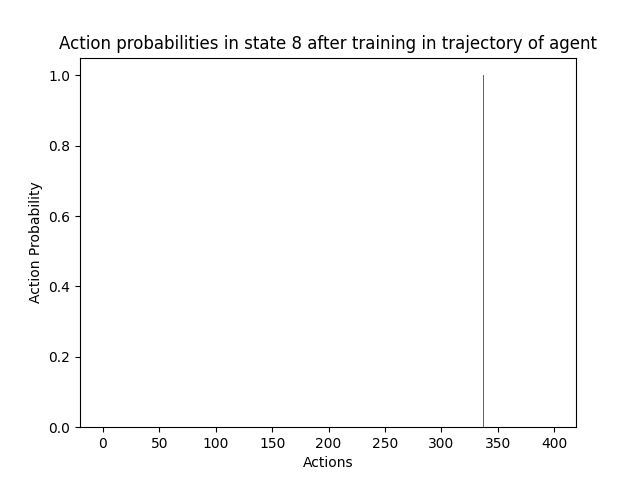 Action probabilities in state 8 after training in trajectory of agent
1.0
0.8
0.6
0.4
0.2
0.0
Action Probability
0 50 100 150 200 250 300 350 400
Actions